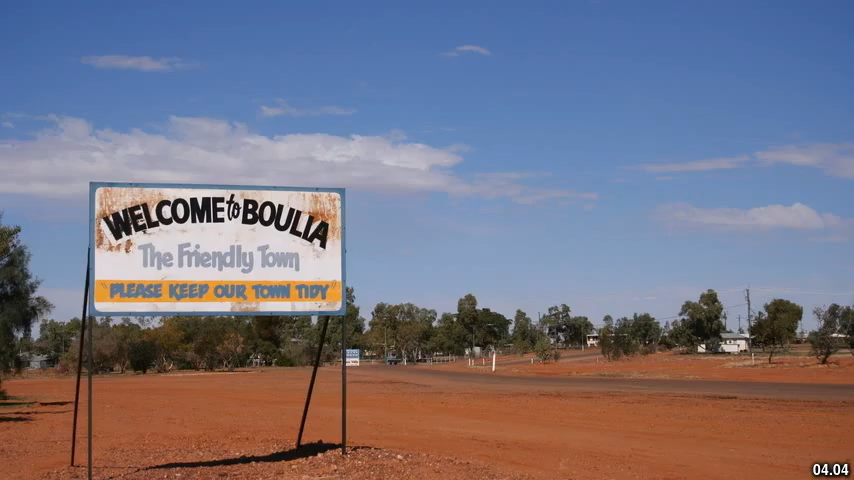 WELCOME to BOULIA
The Friendly Town
"PLEASE KEEP OUR TOWN TIDY"
04.04